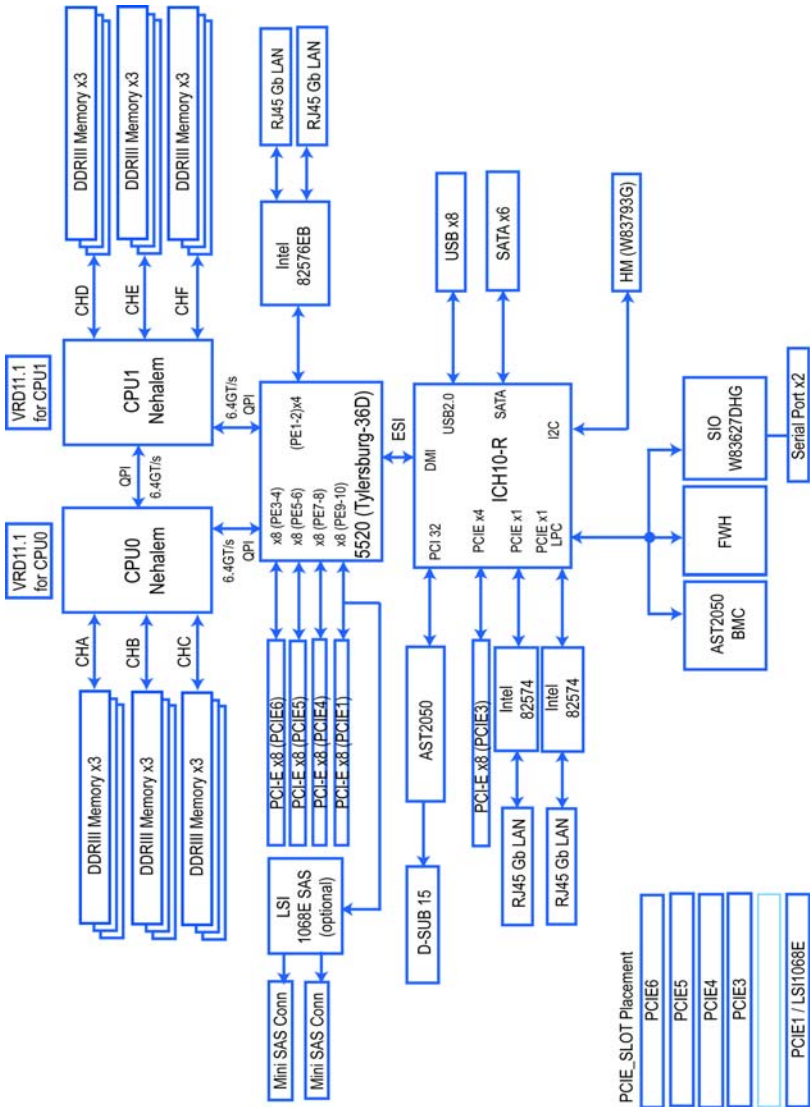 VRD11.1
for CPU0
VRD11.1
for CPU1
DDRIII Memory x3
DDRIII Memory x3
DDRIII Memory x3
CHA
CHB
CHC
CPU0
Nehalem
QPI
6.4GT/s
CPU1
Nehalem
CHD
CHE
CHF
DDRIII Memory x3
DDRIII Memory x3
DDRIII Memory x3
6.4GT/s
QPI
6.4GT/s
QPI
x8 (PE3-4)
x8 (PE5-6)
x8 (PE7-8)
x8 (PE9-10)
(PE1-2)x4
5520 (Tylersburg-36D)
Intel
82576EB
RJ45 Gb LAN
RJ45 Gb LAN
PCI-E x8 (PCIE6)
PCI-E x8 (PCIE5)
PCI-E x8 (PCIE4)
PCI-E x8 (PCIE1)
LSI
1068E SAS
(optional)
Mini SAS Conn
Mini SAS Conn
ESI
DMI
PCI 32
PCIE x4
PCIE x1
PCIE x1
LPC
ICH10-R
USB2.0
SATA
I2C
USB x8
SATA x6
HM (W83793G)
AST2050
D-SUB 15
PCI-E x8 (PCIE3)
Intel
82574
RJ45 Gb LAN
Intel
82574
RJ45 Gb LAN
AST2050
BMC
FWH
SIO
W83627DHG
Serial Port x2
PCIE_SLOT Placement
PCIE6
PCIE5
PCIE4
PCIE3
PCIE1 / LSI1068E